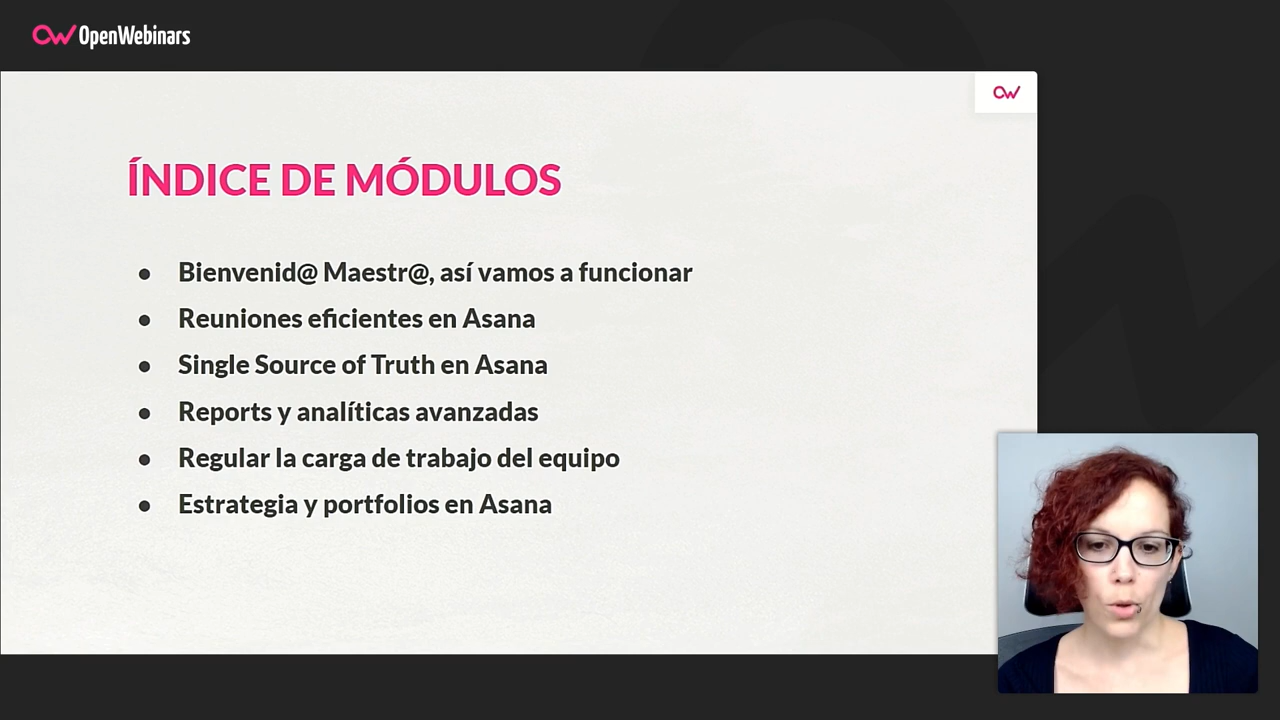 OpenWebinars
ÍNDICE DE MÓDULOS
● Bienvenid@ Maestr@, así vamos a funcionar
● Reuniones eficientes en Asana
● Single Source of Truth en Asana
● Reports y analíticas avanzadas
● Regular la carga de trabajo del equipo
● Estrategia y portfolios en Asana